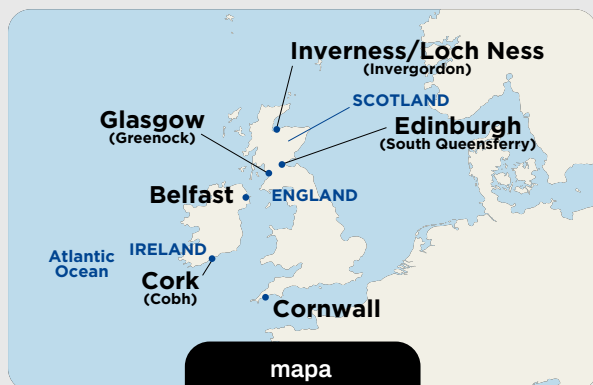 Inverness/Loch Ness
(Invergordon)
SCOTLAND
Glasgow
(Greenock)
Edinburgh
(South Queensferry)
Belfast
ENGLAND
IRELAND
Atlantic
Ocean
Cork
(Cobh)
Cornwall
mapa